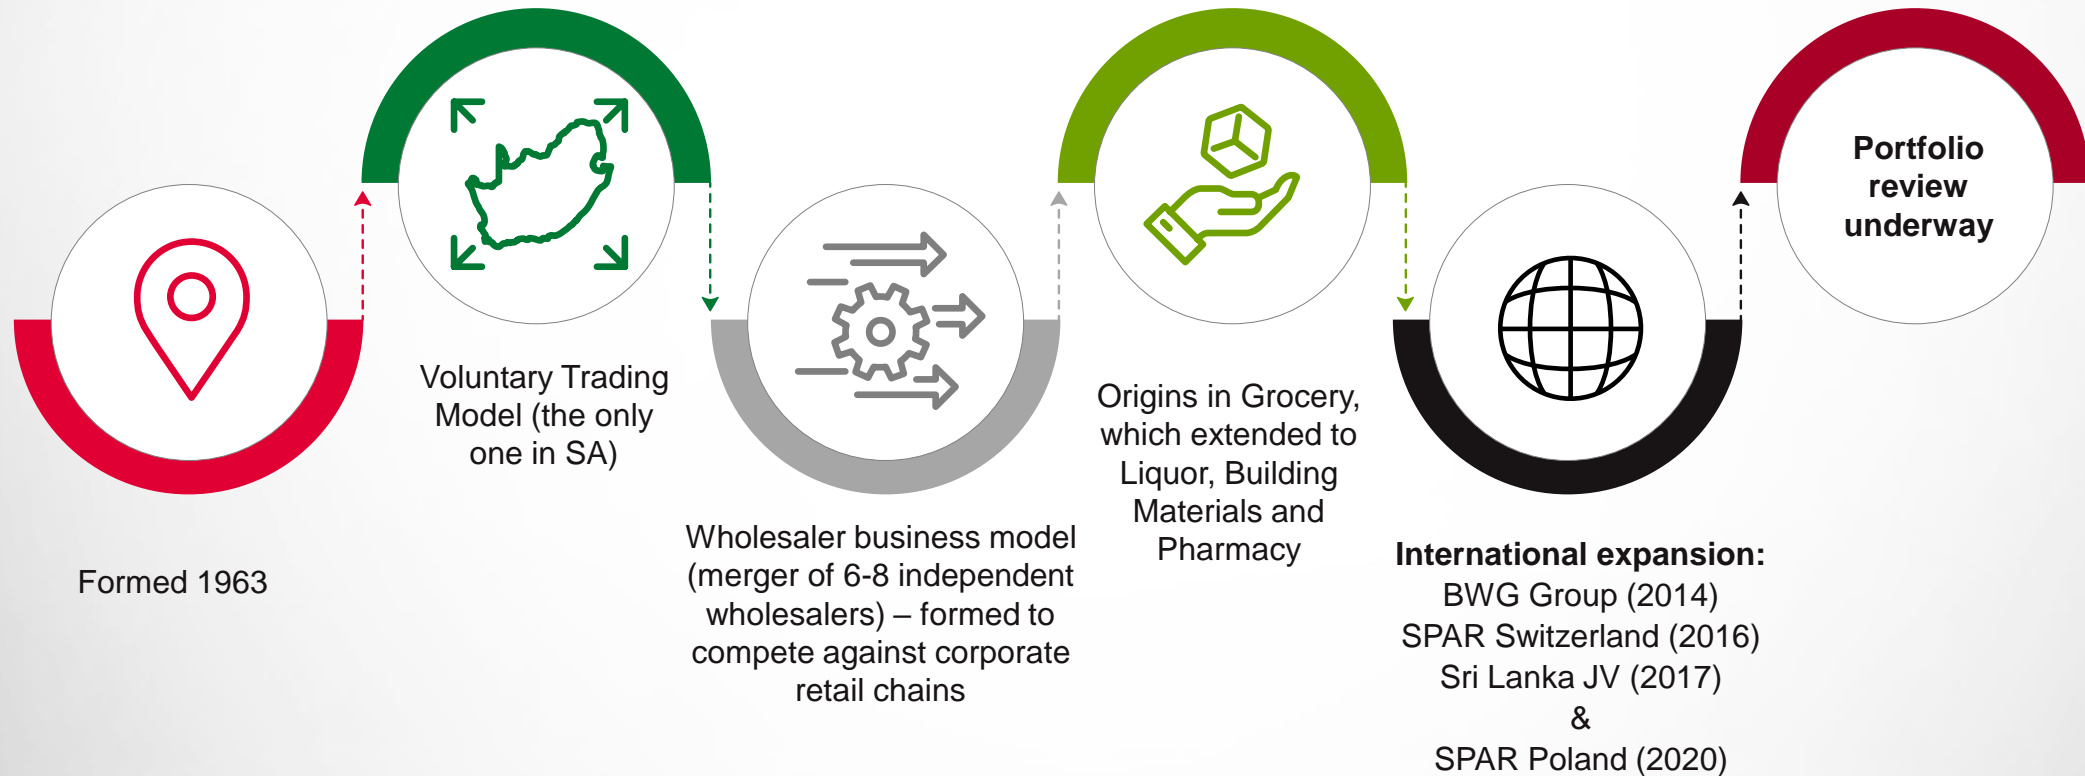 Formed 1963
Voluntary Trading
Model (the only
one in SA)
Wholesaler business model
(merger of 6-8 independent
wholesalers) – formed to
compete against corporate
retail chains
Origins in Grocery,
which extended to
Liquor, Building
Materials and
Pharmacy
International expansion:
BWG Group (2014)
SPAR Switzerland (2016)
Sri Lanka JV (2017)
&
SPAR Poland (2020)
Portfolio
review
underway